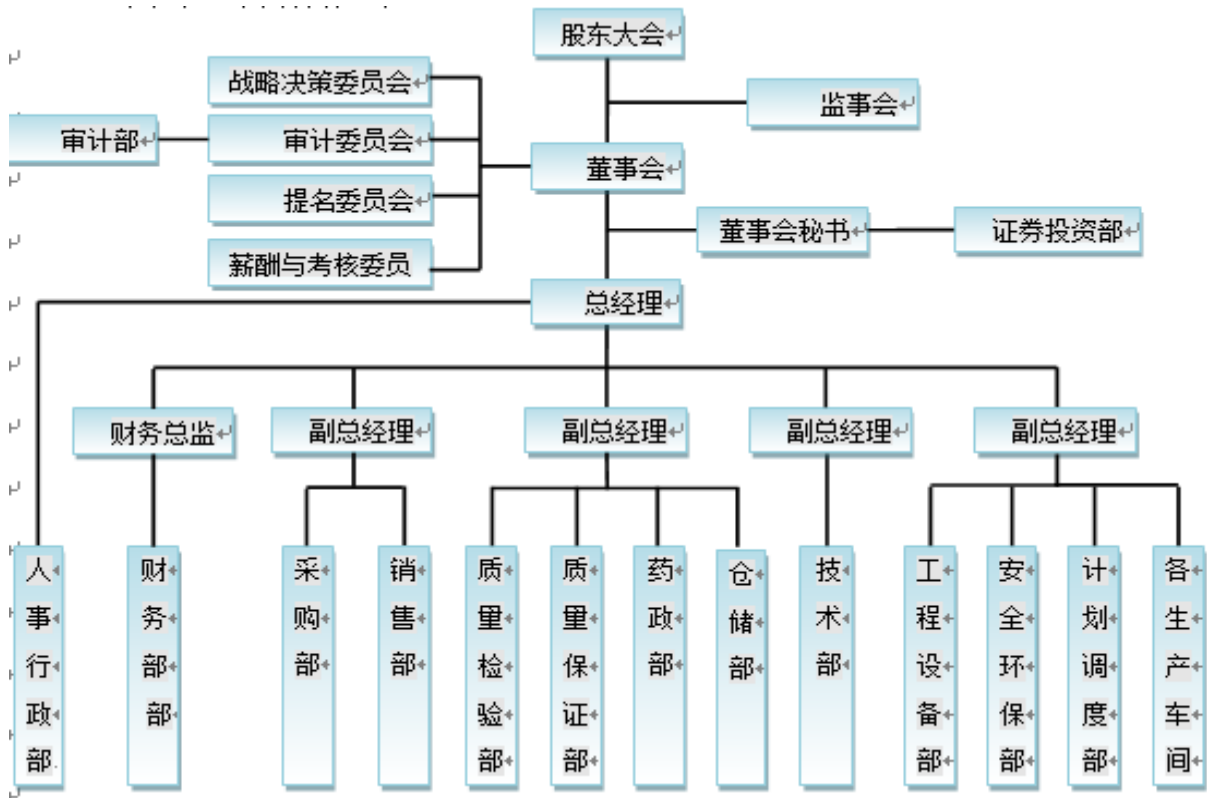 股东大会
战略决策委员会
监事会
审计部
审计委员会
董事会
提名委员会
董事会秘书
证券投资部
薪酬与考核委员
总经理
财务总监
副总经理
副总经理
副总经理
副总经理
人事行政部
财务部部
采购部
销售部
质量检验部
质量保证部
药政部
仓储部
技术部
工程设备部
安全环保部
计划调度部
各生产车间